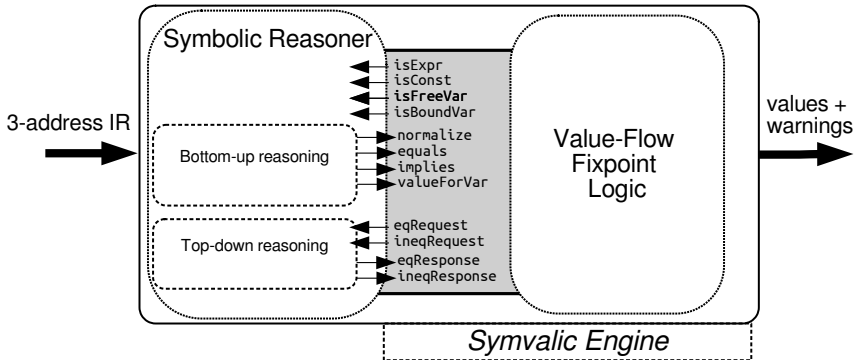 Symbolic Reasoner
isExpr
isConst
isFreeVar
isBoundVar
3-address IR
Bottom-up reasoning
normalize
equals
implies
valueForVar
Top-down reasoning
eqRequest
ineqRequest
eqResponse
ineqResponse
Value-Flow
Fixpoint
Logic
values +
warnings
Symvalic Engine